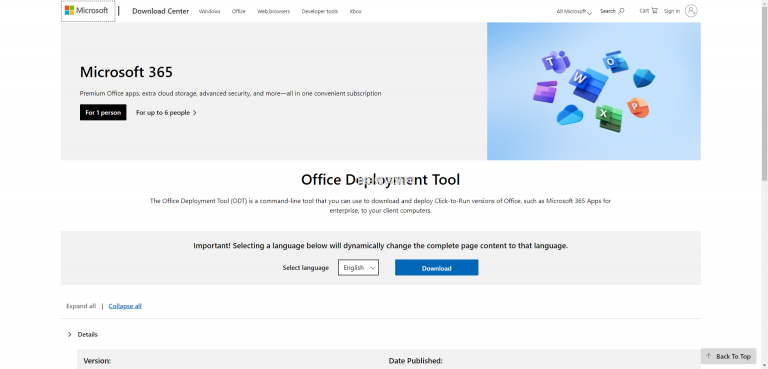 Microsoft
Download Center
Windows
Office
Web browsers
Developer tools
Xbox
All Microsoft
Search
Cart
Sign in
Microsoft 365
Premium Office apps, extra cloud storage, advanced security, and more—all in one convenient subscription
For 1 person
For up to 6 people
Office Deployment Tool
The Office Deployment Tool (ODT) is a command-line tool that you can use to download and deploy Click-to-Run versions of Office, such as Microsoft 365 Apps for
enterprise, to your client computers.
Important! Selecting a language below will dynamically change the complete page content to that language.
Select language
English
Download
Expand all
Collapse all
Details
Version:
Date Published:
Back To Top